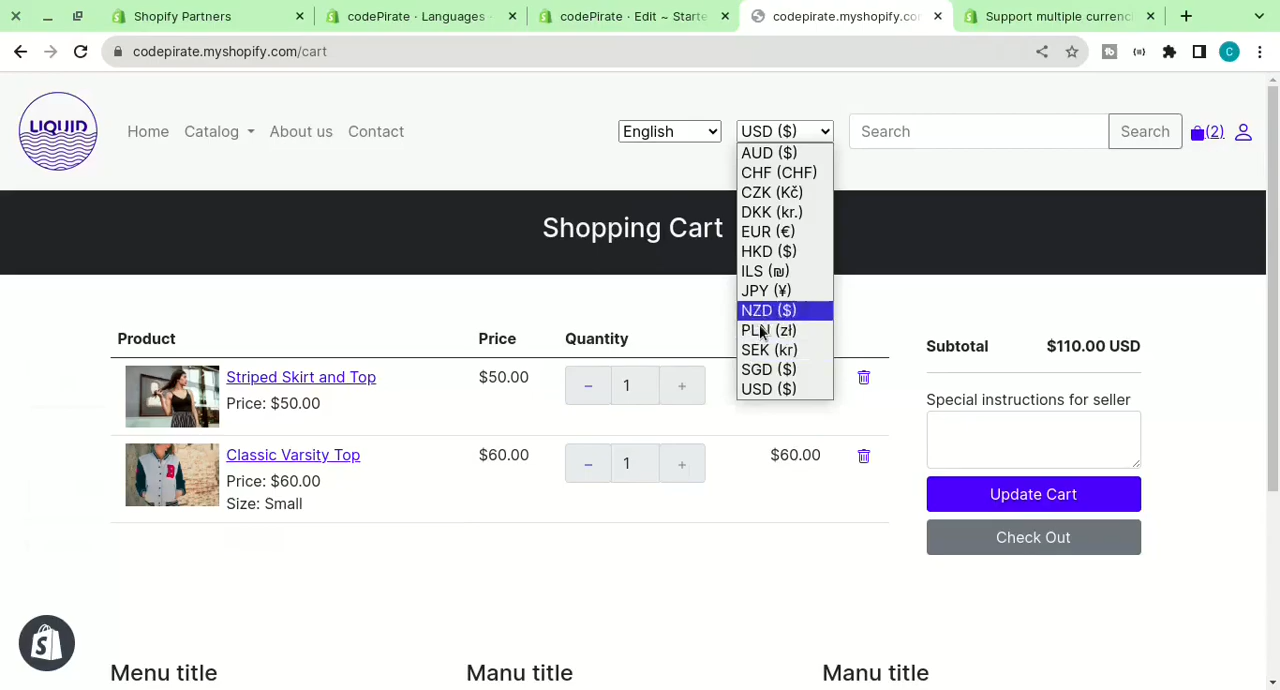 Shopify Partners
codePirate · Languages ·
codePirate · Edit ~ Starte
codepirate.myshopify.co
Support multiple currenc
codepirate.myshopify.com/cart
C
LIQUID
Home
Catalog
About us
Contact
English
USD ($)
Search
Search
(2)
AUD ($)
CHF (CHF)
CZK (Kč)
DKK (kr.)
EUR (€)
HKD ($)
ILS (₪)
JPY (¥)
NZD ($)
PLN (zł)
SEK (kr)
SGD ($)
USD ($)
Shopping Cart
Product
Price
Quantity
Striped Skirt and Top
Price: $50.00
$50.00
1
Classic Varsity Top
Price: $60.00
Size: Small
$60.00
1
$60.00
Subtotal
$110.00 USD
Special instructions for seller
Update Cart
Check Out
Menu title
Manu title
Manu title